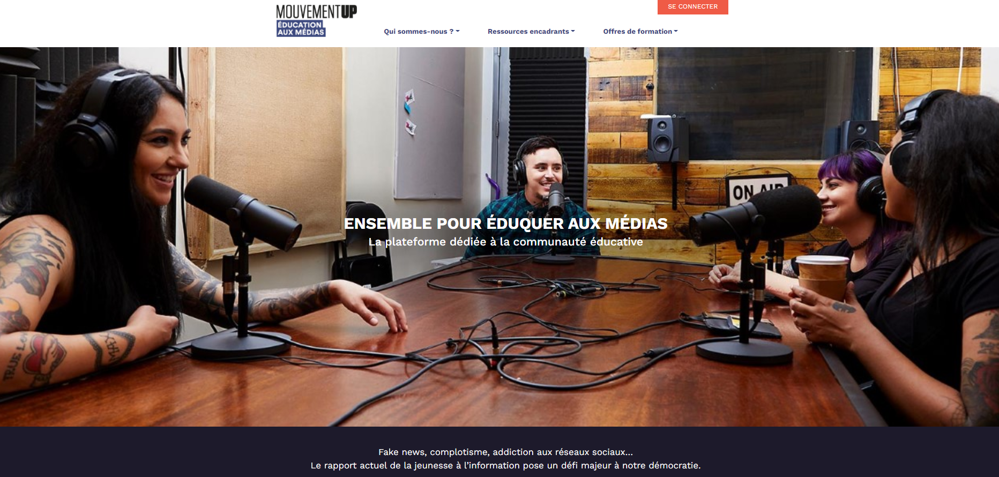 MOUVEMENTUP
ÉDUCATION
AUX MÉDIAS
SE CONNECTER
Qui sommes-nous ?
Ressources encadrants
Offres de formation
ON AIR
ENSEMBLE POUR ÉDUQUER AUX MÉDIAS
La plateforme dédiée à la communauté éducative
TRUE LOVE
Fake news, complotisme, addiction aux réseaux sociaux...
Le rapport actuel de la jeunesse à l’information pose un défi majeur à notre démocratie.